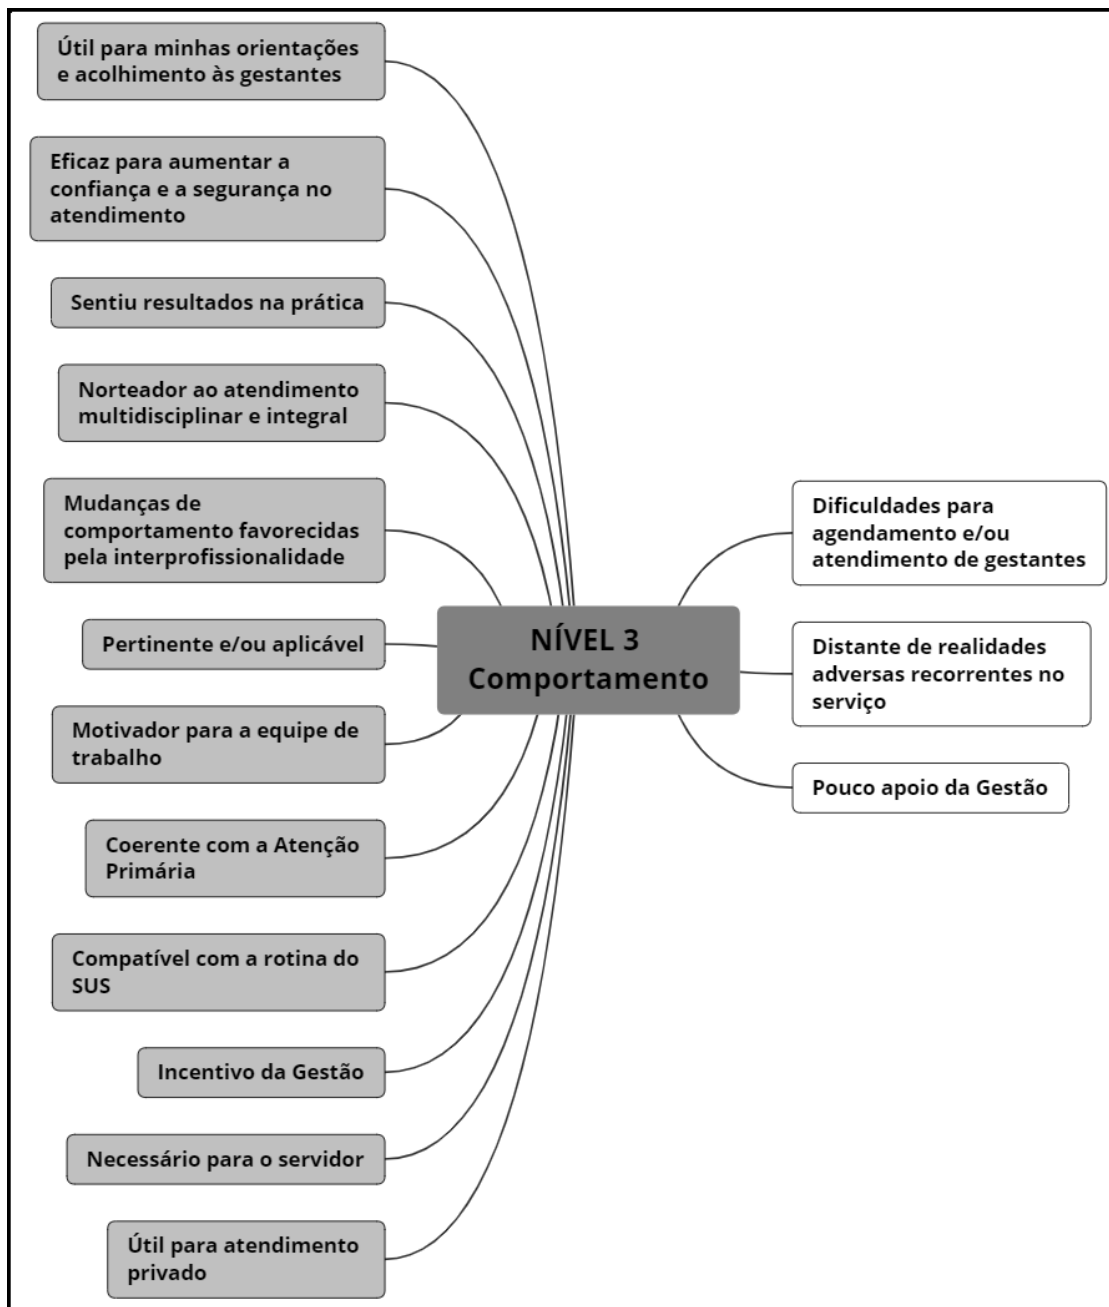 Útil para minhas orientações
e acolhimento às gestantes
Eficaz para aumentar a
confiança e a segurança no
atendimento
Sentiu resultados na prática
Norteador ao atendimento
multidisciplinar e integral
Mudanças de
comportamento favorecidas
pela interprofissionalidade
Pertinente e/ou aplicável
Motivador para a equipe de
trabalho
Coerente com a Atenção
Primária
Compatível com a rotina do
SUS
Incentivo da Gestão
Necessário para o servidor
Útil para atendimento
privado
NÍVEL 3
Comportamento
Dificuldades para
agendamento e/ou
atendimento de gestantes
Distante de realidades
adversas recorrentes no
serviço
Pouco apoio da Gestão